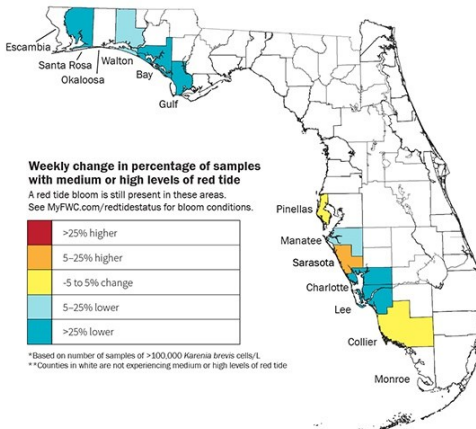 Escambia
Santa Rosa
Okaloosa
Walton
Bay
Gulf
Weekly change in percentage of samples
with medium or high levels of red tide
A red tide bloom is still present in these areas.
See MyFWC.com/redtidestatus for bloom conditions.
>25% higher
5–25% higher
-5 to 5% change
5–25% lower
>25% lower
*Based on number of samples of >100,000 Karenia brevis cells/L
**Counties in white are not experiencing medium or high levels of red tide
Pinellas
Manatee
Sarasota
Charlotte
Lee
Collier
Monroe